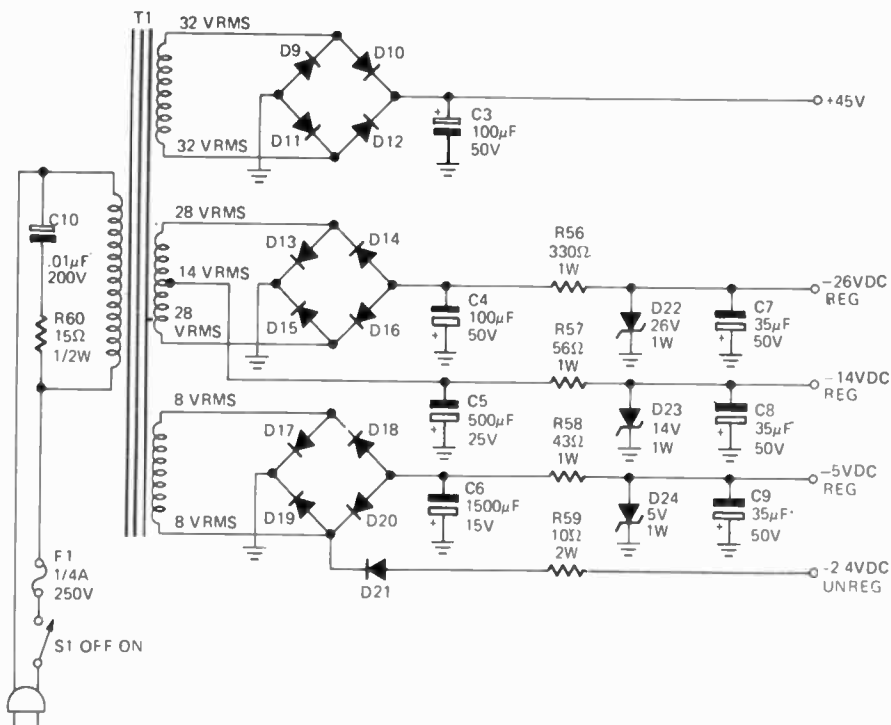 T1
32 VRMS
D9
D10
D11
D12
32 VRMS
+
C3
100µF
50V
+45V
C10
.01µF
200V
R60
15Ω
1/2W
28 VRMS
D13
D14
14 VRMS
28
VRMS
D15
D16
C4
100µF
50V
+
R56
330Ω
1W
D22
26V
1W
C7
35µF
50V
+
-26VDC
REG
R57
56Ω
1W
C5
500µF
25V
+
D23
14V
1W
C8
35µF
50V
+
-14VDC
REG
8 VRMS
D17
D18
D19
D20
8 VRMS
C6
1500µF
15V
+
R58
43Ω
1W
D24
5V
1W
C9
35µF
50V
+
-5VDC
REG
D21
R59
10Ω
2W
-2 4VDC
UNREG
F1
1/4A
250V
S1 OFF ON